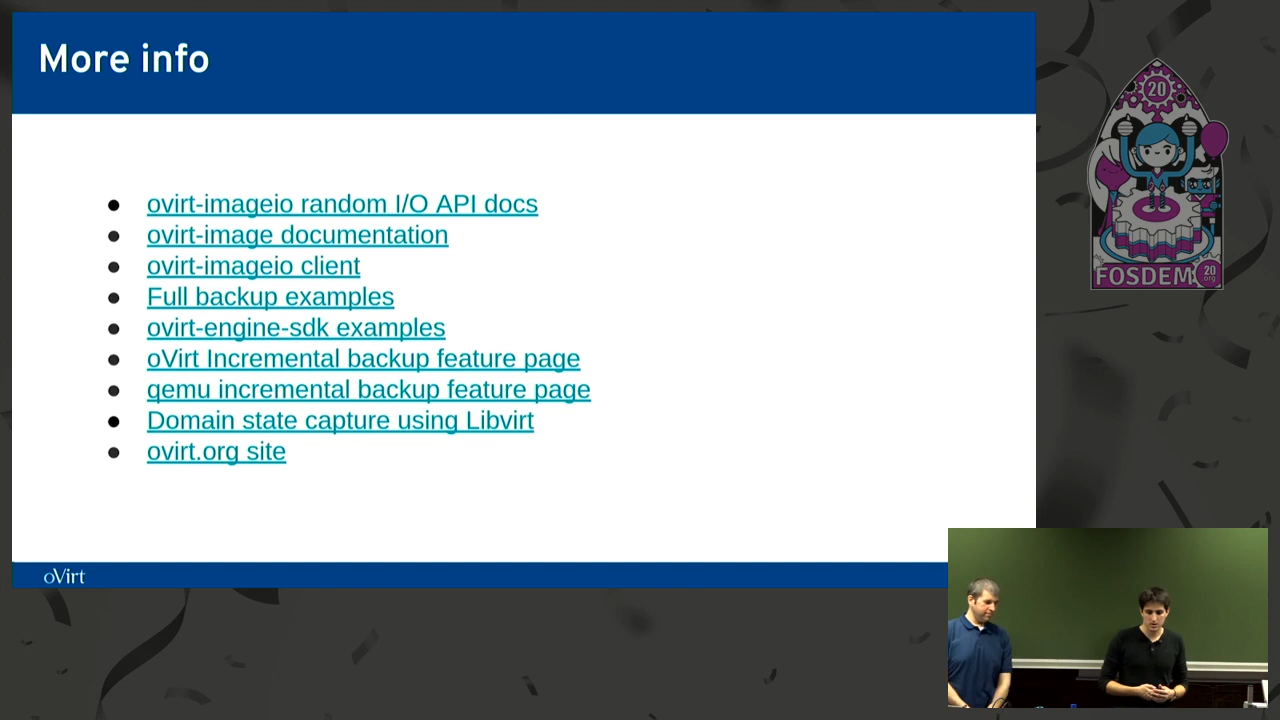 More info
ovirt-imageio random I/O API docs
ovirt-image documentation
ovirt-imageio client
Full backup examples
ovirt-engine-sdk examples
oVirt Incremental backup feature page
qemu incremental backup feature page
Domain state capture using Libvirt
ovirt.org site
oVirt
20
FOSDEM
20
.org